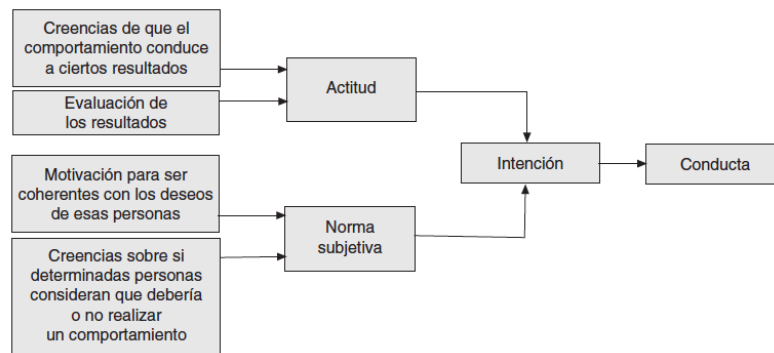 Creencias de que el
comportamiento conduce
a ciertos resultados
Evaluación de
los resultados
Actitud
Motivación para ser
coherentes con los deseos
de esas personas
Creencias sobre si
determinadas personas
consideran que debería
o no realizar
un comportamiento
Norma
subjetiva
Intención
Conducta